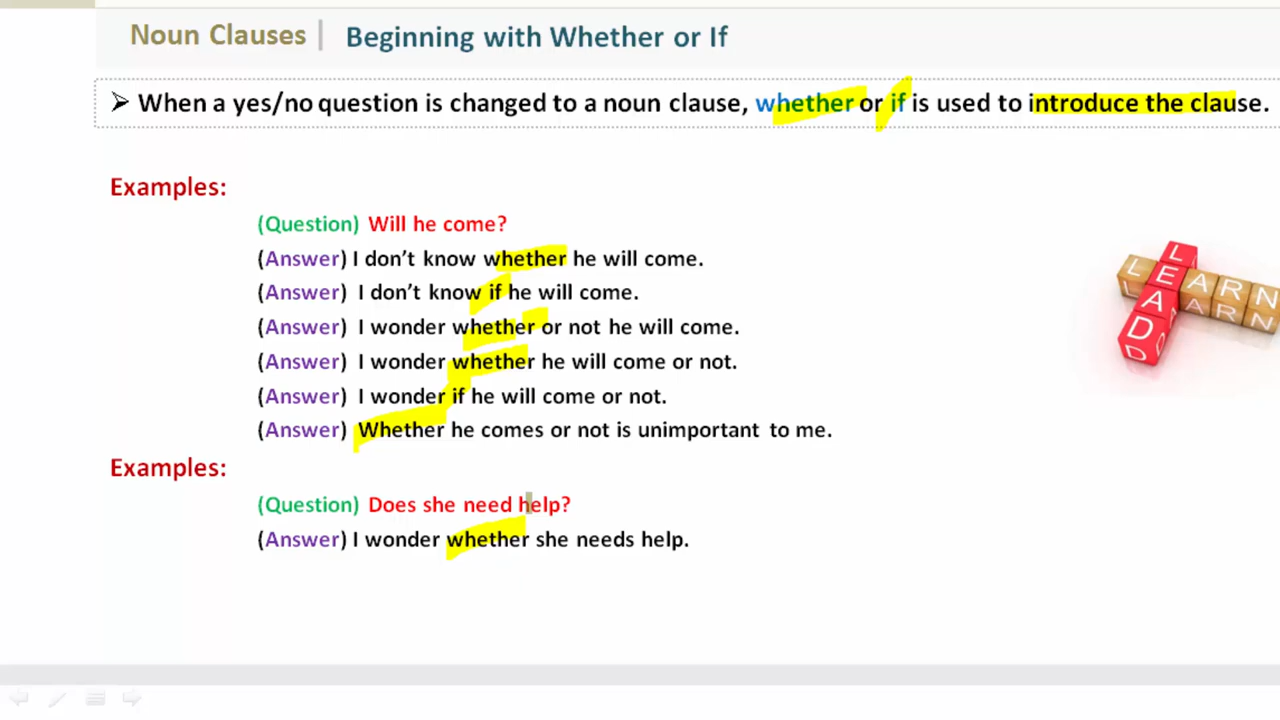 Noun Clauses | Beginning with Whether or If
➢ When a yes/no question is changed to a noun clause, whether or if is used to introduce the clause.
Examples:
(Question) Will he come?
(Answer) I don't know whether he will come.
(Answer) I don't know if he will come.
(Answer) I wonder whether or not he will come.
(Answer) I wonder whether he will come or not.
(Answer) I wonder if he will come or not.
(Answer) Whether he comes or not is unimportant to me.
Examples:
(Question) Does she need help?
(Answer) I wonder whether she needs help.
LEARN
LEAD